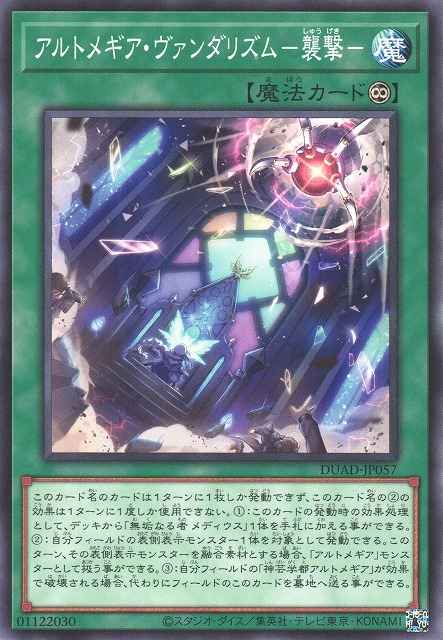 アルトメギア・ヴァンダリズム－襲撃－
魔
【魔法カード】
DUAD-JP057
このカード名のカードは1ターンに1枚しか発動できず、このカード名の②の
効果は1ターンに1度しか使用できない。①：このカードの発動時の効果処理
として、デッキから「無垢なる者 メディウス」1体を手札に加える事ができる。
②：自分フィールドの表側表示モンスター1体を対象として発動できる。この
ターン、その表側表示モンスターを融合素材とする場合、「アルトメギア」モンス
ターとして扱う事ができる。③：自分フィールドの「神芸学都アルトメギア」が効果
で破壊される場合、代わりにフィールドのこのカードを墓地へ送る事ができる。
01122030
©スタジオ・ダイス／集英社・テレビ東京・KONAMI